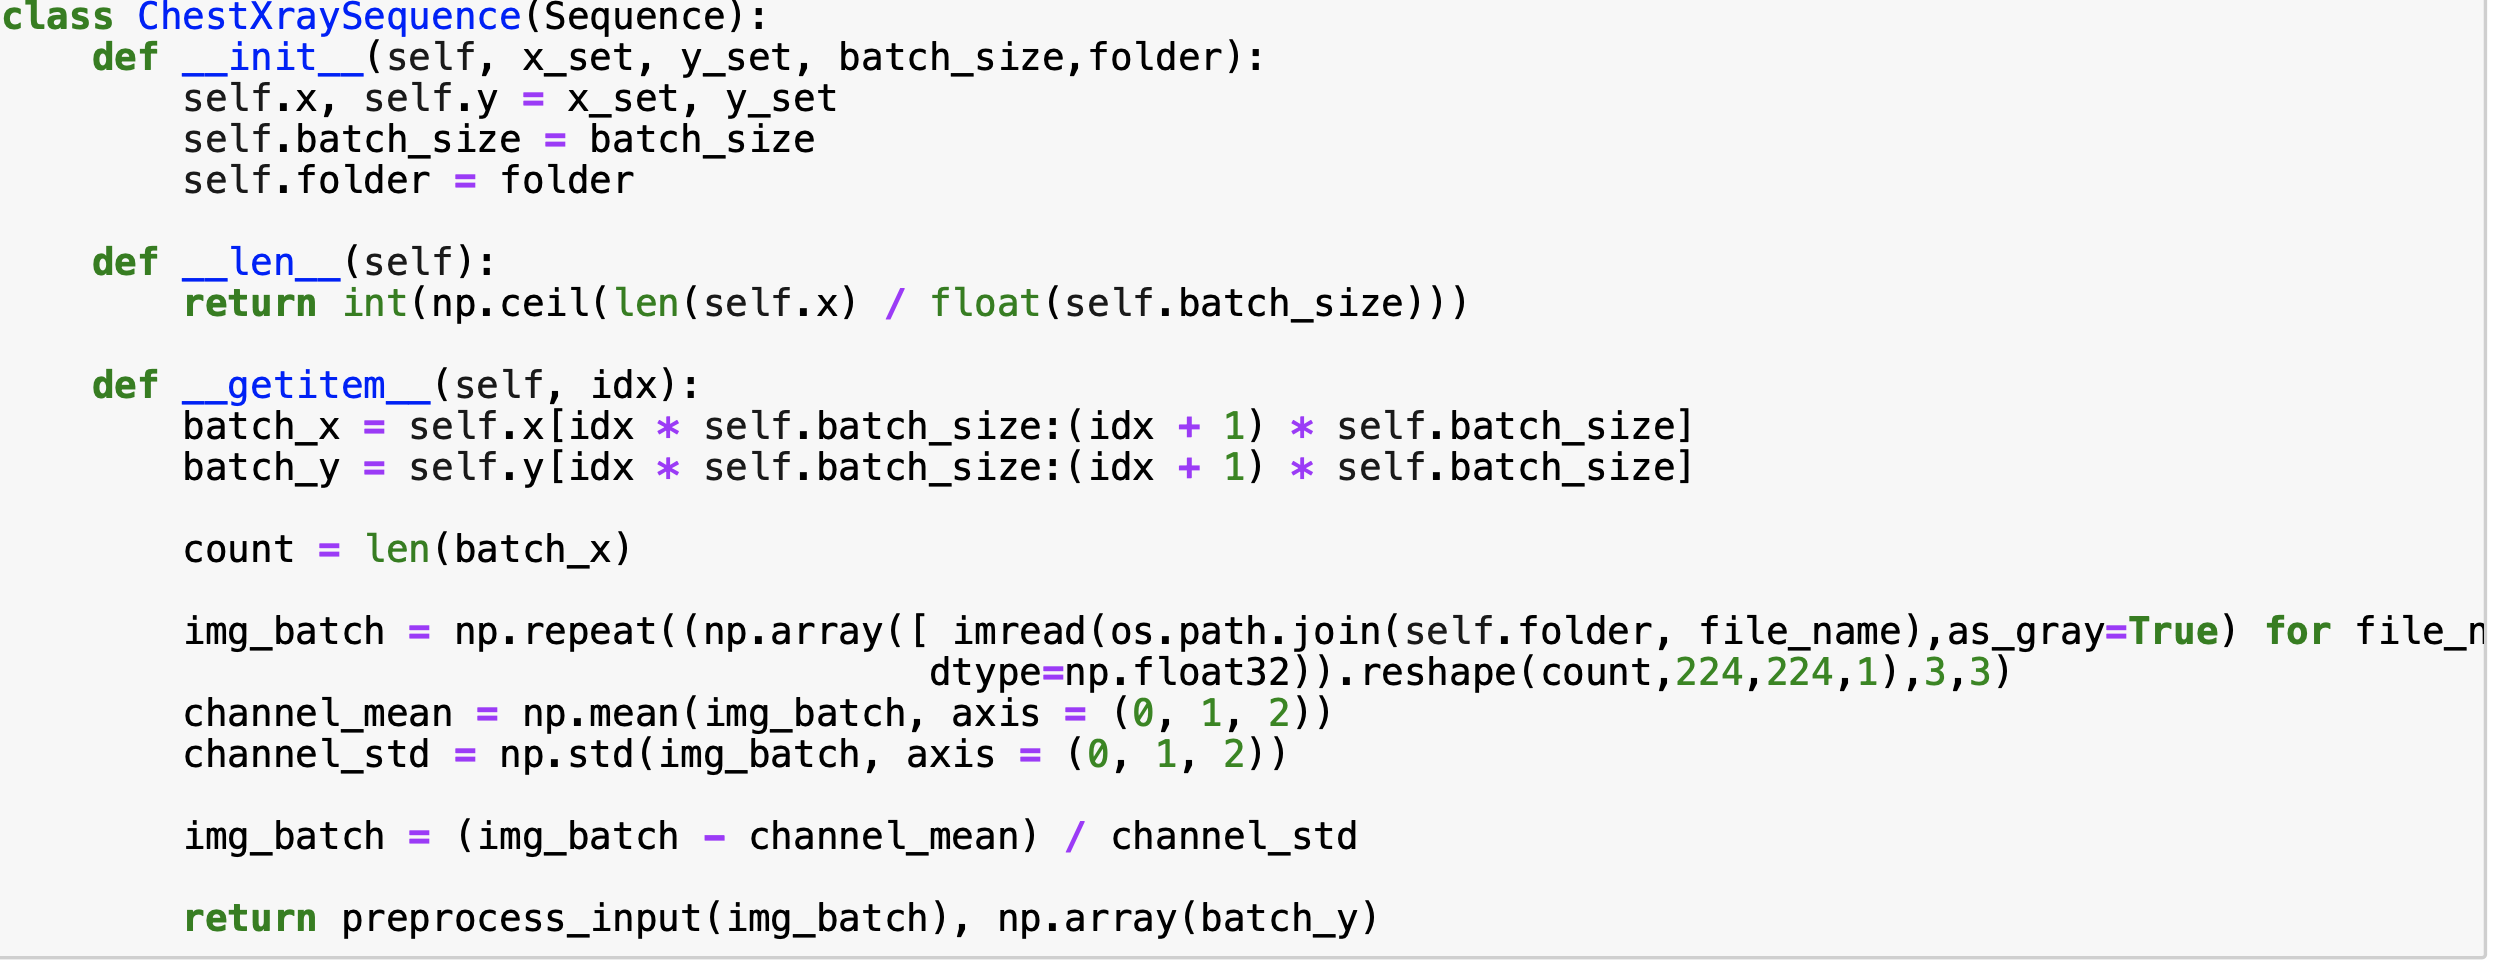 class ChestXraySequence(Sequence):
    def __init__(self, x_set, y_set, batch_size,folder):
        self.x, self.y = x_set, y_set
        self.batch_size = batch_size
        self.folder = folder
    def __len__(self):
        return int(np.ceil(len(self.x) / float(self.batch_size)))
    def __getitem__(self, idx):
        batch_x = self.x[idx * self.batch_size:(idx + 1) * self.batch_size]
        batch_y = self.y[idx * self.batch_size:(idx + 1) * self.batch_size]
        count = len(batch_x)
        img_batch = np.repeat((np.array([ imread(os.path.join(self.folder, file_name),as_gray=True) for
                                         dtype=np.float32)).reshape(count,224,224,1),3,3)
        channel_mean = np.mean(img_batch, axis = (0, 1, 2))
        channel_std = np.std(img_batch, axis = (0, 1, 2))
        img_batch = (img_batch - channel_mean) / channel_std
        return preprocess_input(img_batch), np.array(batch_y)